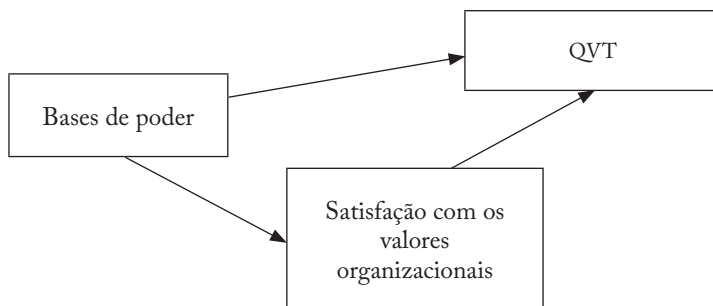 QVT
Bases de poder
Satisfação com os
valores
organizacionais